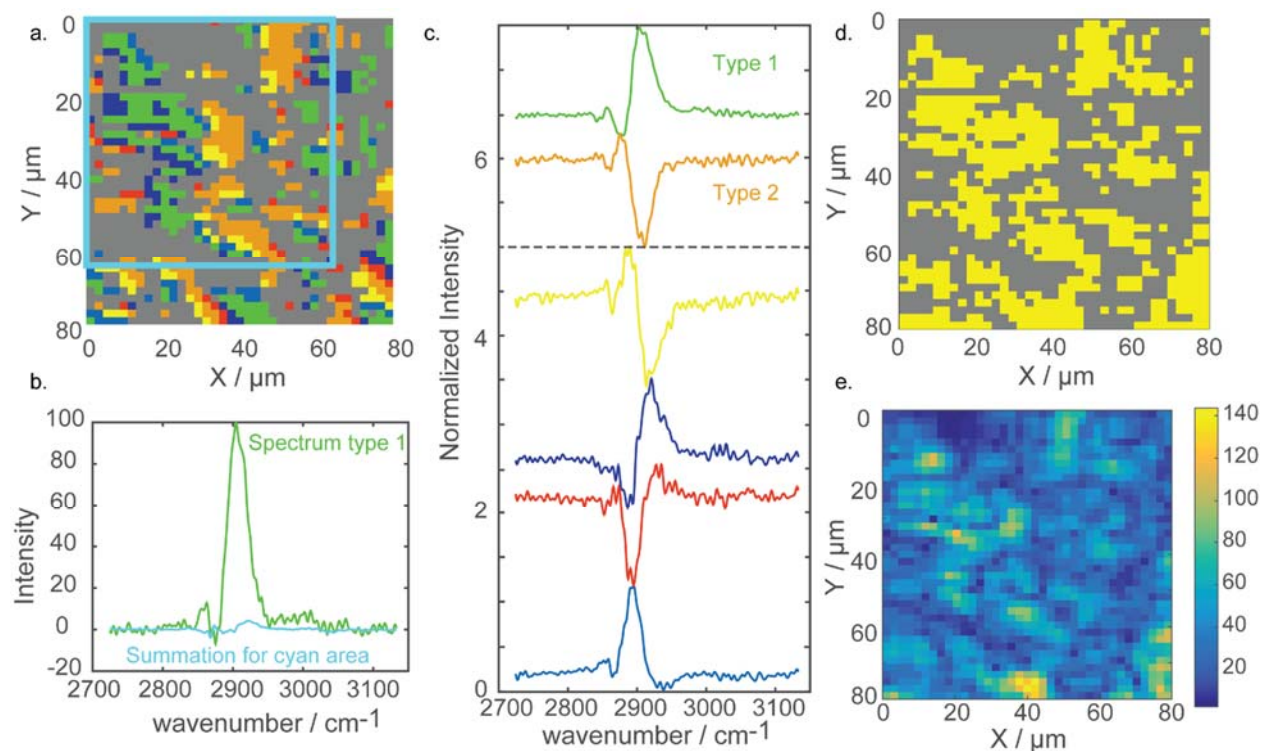 a.
0
20
40
60
80
Y / µm
0 20 40 60 80
X / µm
b.
100
80
60
40
20
0
-20
Intensity
Spectrum type 1
Summation for cyan area
2700 2800 2900 3000 3100
wavenumber / cm-1
c.
Type 1
6
Type 2
4
2
0
Normalized Intensity
2700 2800 2900 3000 3100
wavenumber / cm-1
d.
0
20
40
60
80
Y / µm
0 20 40 60 80
X / µm
e.
0
20
40
60
80
Y / µm
0 20 40 60 80
X / µm
140
120
100
80
60
40
20